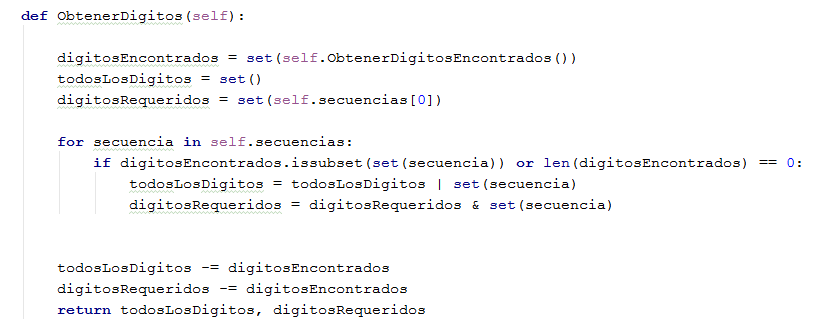 def ObtenerDigitos(self):
digitosEncontrados = set(self.ObtenerDigitosEncontrados())
todosLosDigitos = set()
digitosRequeridos = set(self.secuencias[0])
for secuencia in self.secuencias:
if digitosEncontrados.issubset(set(secuencia)) or len(digitosEncontrados) == 0:
todosLosDigitos = todosLosDigitos | set(secuencia)
digitosRequeridos = digitosRequeridos & set(secuencia)
todosLosDigitos -= digitosEncontrados
digitosRequeridos -= digitosEncontrados
return todosLosDigitos, digitosRequeridos